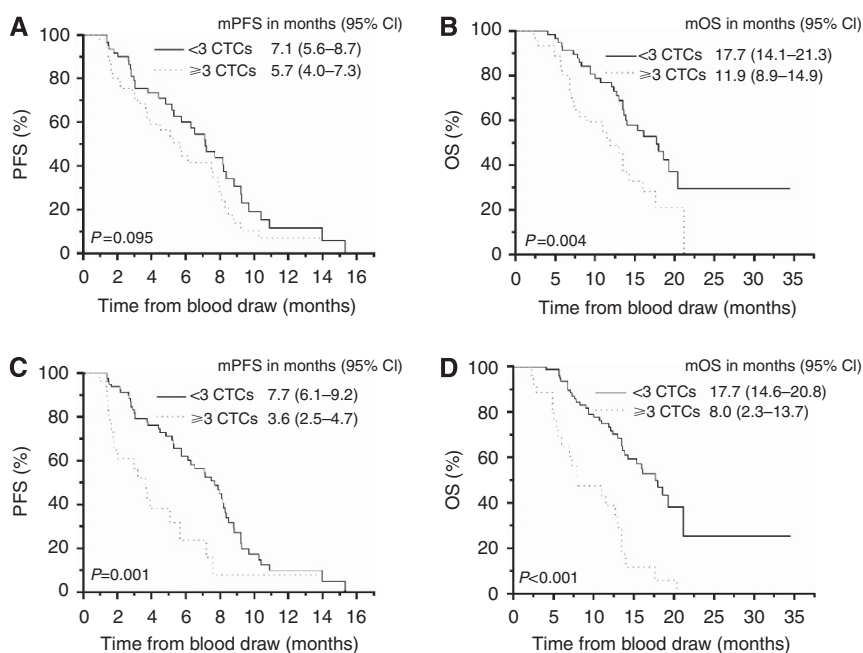 A
mPFS in months (95% CI)
<3 CTCs 7.1 (5.6–8.7)
⩾3 CTCs 5.7 (4.0–7.3)
100
80
60
40
20
0
PFS (%)
P=0.095
0 2 4 6 8 10 12 14 16
Time from blood draw (months)
B
mOS in months (95% CI)
<3 CTCs 17.7 (14.1–21.3)
⩾3 CTCs 11.9 (8.9–14.9)
100
80
60
40
20
0
OS (%)
P=0.004
0 5 10 15 20 25 30 35
Time from blood draw (months)
C
mPFS in months (95% CI)
<3 CTCs 7.7 (6.1–9.2)
⩾3 CTCs 3.6 (2.5–4.7)
100
80
60
40
20
0
PFS (%)
P=0.001
0 2 4 6 8 10 12 14 16
Time from blood draw (months)
D
mOS in months (95% CI)
<3 CTCs 17.7 (14.6–20.8)
⩾3 CTCs 8.0 (2.3–13.7)
100
80
60
40
20
0
OS (%)
P<0.001
0 5 10 15 20 25 30 35
Time from blood draw (months)